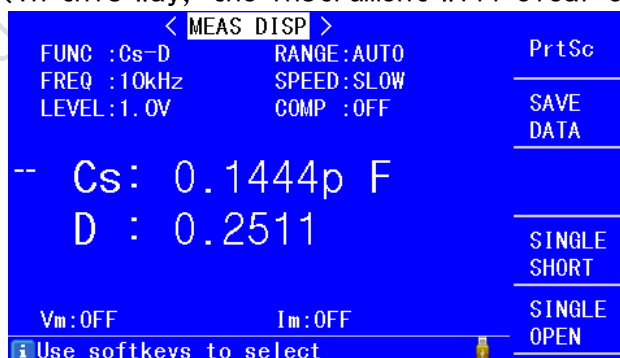 < MEAS DISP >
FUNC :Cs-D RANGE:AUTO
FREQ :10kHz SPEED:SLOW
LEVEL:1.0V COMP :OFF
-- Cs: 0.1444p F
D : 0.2511
Vm:OFF Im:OFF
Use softkeys to select
PrtSc
SAVE
DATA
SINGLE
SHORT
SINGLE
OPEN